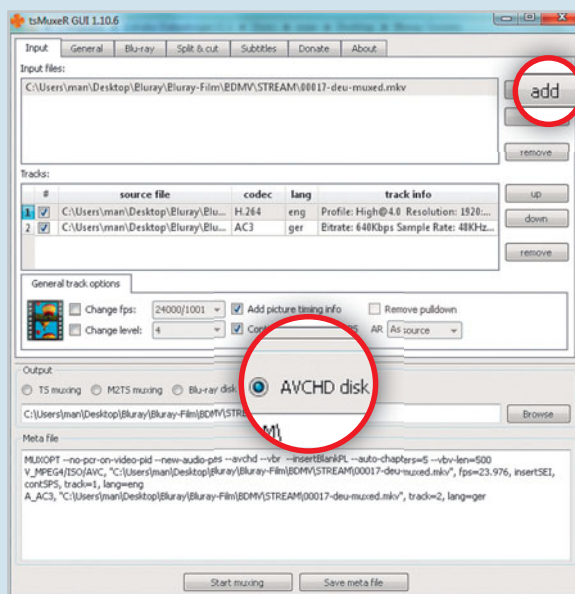 tsMuxeR GUI 1.10.6
Input General Blu-ray Split & cut Subtitles Donate About
Input files:
C:\Users\man\Desktop\Bluray\Bluray-Film\BDMV\STREAM\00017-deu-muxed.mkv
add
remove
Tracks:
# source file codec lang track info
1 C:\Users\man\Desktop\Bluray\Blu... H.264 eng Profile: High@4.0 Resolution: 1920:...
2 C:\Users\man\Desktop\Bluray\Blu... AC3 ger Bitrate: 640Kbps Sample Rate: 48KHz...
up
down
remove
General track options
Change fps: 24000/1001 Add picture timing info Remove pulldown
Change level: 4 AR As source
Output
TS muxing M2TS muxing Blu-ray disk AVCHD disk
C:\Users\man\Desktop\Bluray\Bluray-Film\BDMV\STRE M\ Browse
Meta file
MUXOPT --no-pcr-on-video-pid --new-audio-pes --avchd --vbr --insertBlankPL --auto-chapters=5 --vbv-len=500
V_MPEG4/ISO/AVC, "C:\Users\man\Desktop\Bluray\Bluray-Film\BDMV\STREAM\00017-deu-muxed.mkv", fps=23.976, insertSEI,
contSPS, track=1, lang=eng
A_AC3, "C:\Users\man\Desktop\Bluray\Bluray-Film\BDMV\STREAM\00017-deu-muxed.mkv", track=2, lang=ger
Start muxing Save meta file